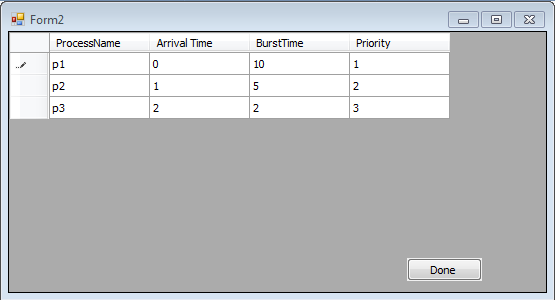 Form2
ProcessName Arrival Time BurstTime Priority
p1 0 10 1
p2 1 5 2
p3 2 2 3
Done